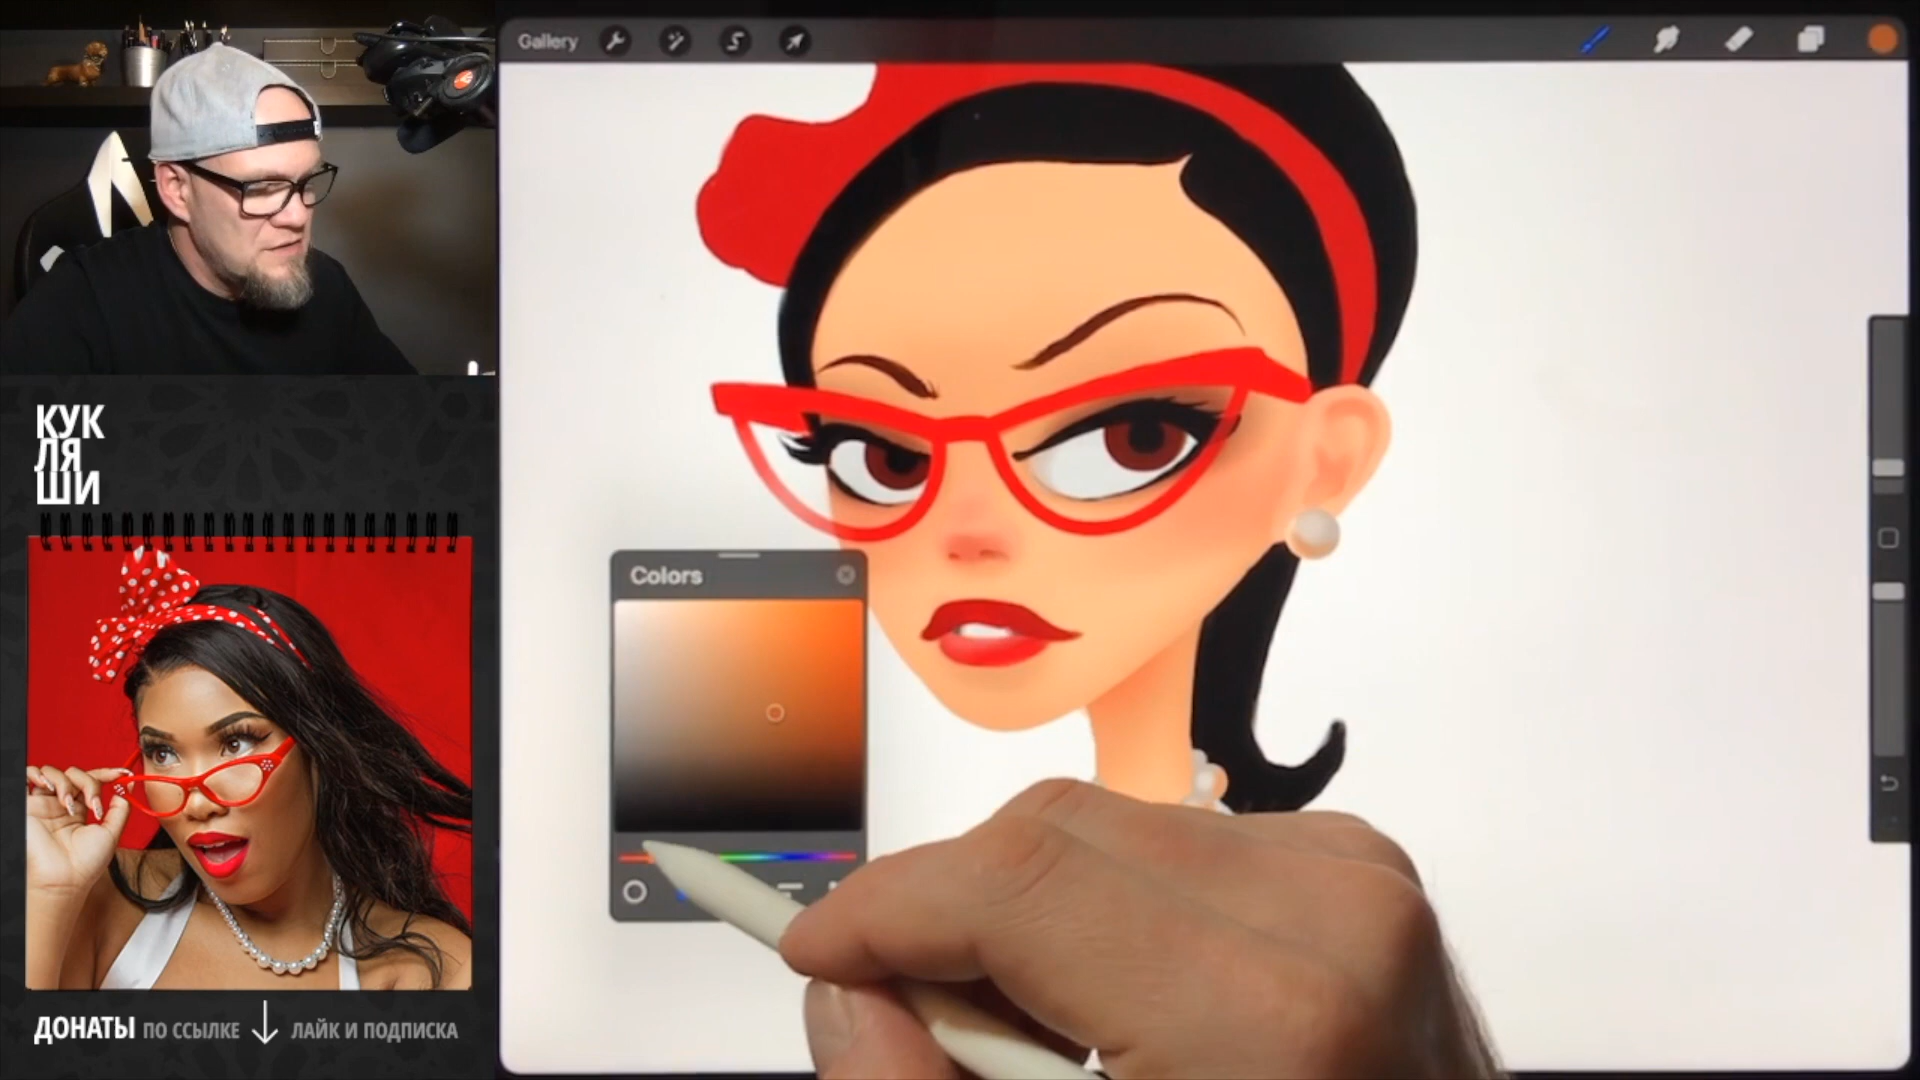 Gallery
КУК
ЛЯ
ШИ
Colors
ДОНАТЫ ПО ССЫЛКЕ ↓ ЛАЙК И ПОДПИСКА